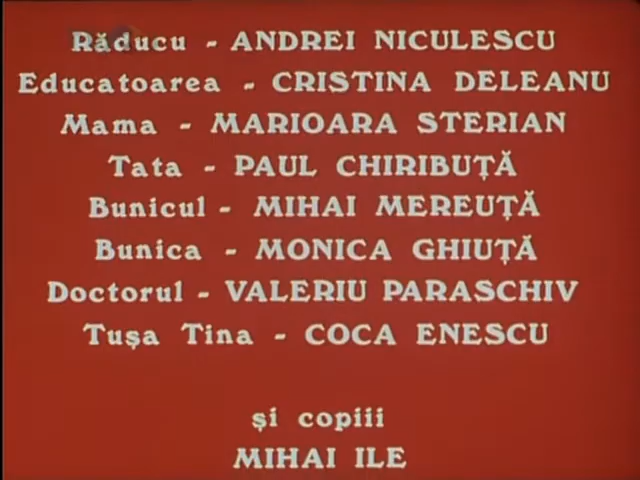 Răducu - ANDREI NICULESCU
Educatoarea - CRISTINA DELEANU
Mama - MARIOARA STERIAN
Tata - PAUL CHIRIBUȚĂ
Bunicul - MIHAI MEREUȚĂ
Bunica - MONICA GHIUȚĂ
Doctorul - VALERIU PARASCHIV
Tușa Tina - COCA ENESCU
și copiii
MIHAI ILE